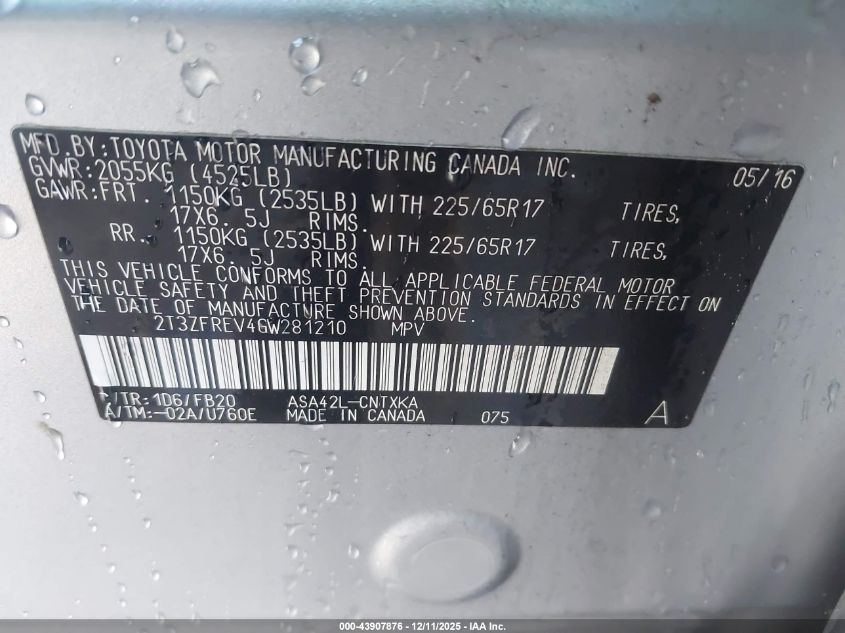 MFD.BY:TOYOTA MOTOR MANUFACTURING CANADA INC. 05/16
GVWR:2055KG (4525LB)
GAWR:FRT. 1150KG (2535LB) WITH 225/65R17 TIRES,
17X6. 5J RIMS.
RR. 1150KG (2535LB) WITH 225/65R17 TIRES,
17X6. 5J RIMS.
THIS VEHICLE CONFORMS TO ALL APPLICABLE FEDERAL MOTOR
VEHICLE SAFETY AND THEFT PREVENTION STANDARDS IN EFFECT ON
THE DATE OF MANUFACTURE SHOWN ABOVE.
2T3ZFREV4GW281210 MPV
C/TR:1D6/FB20 ASA42L-CNTXKA
A/TM:-02A/U760E MADE IN CANADA 075 A
000-43907876 - 12/11/2025 - IAA Inc.